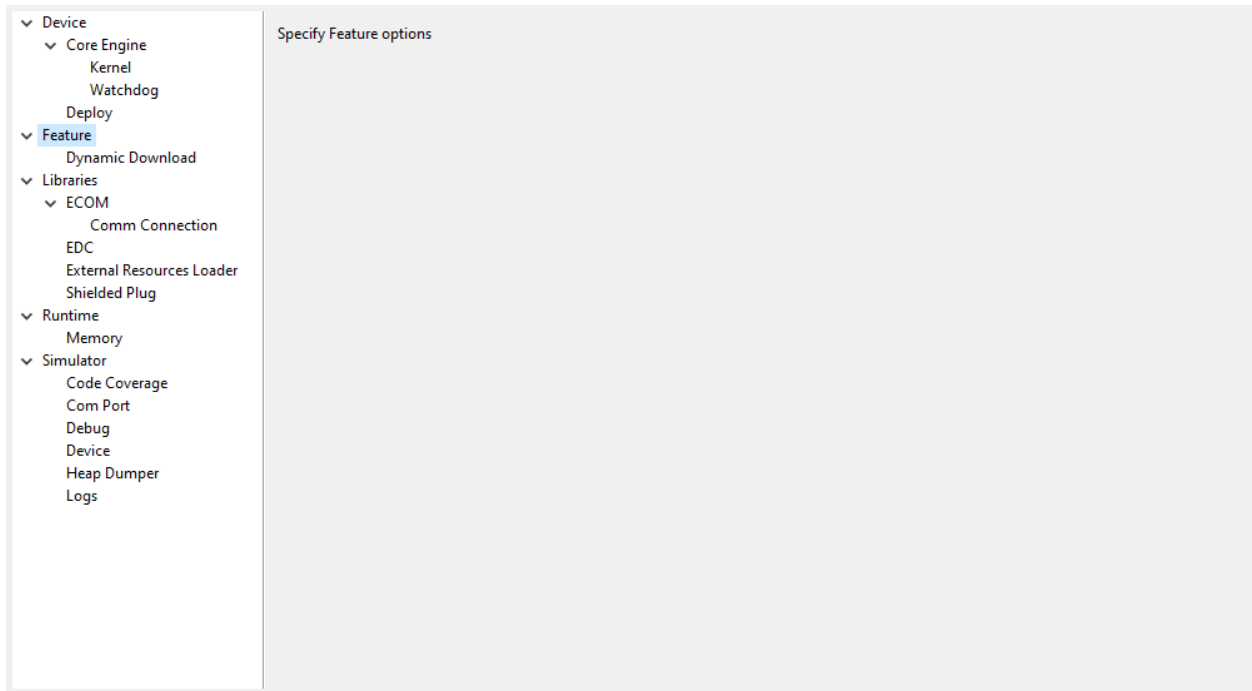 Device
Core Engine
Kernel
Watchdog
Deploy
Feature
Dynamic Download
Libraries
ECOM
Comm Connection
EDC
External Resources Loader
Shielded Plug
Runtime
Memory
Simulator
Code Coverage
Com Port
Debug
Device
Heap Dumper
Logs
Specify Feature options